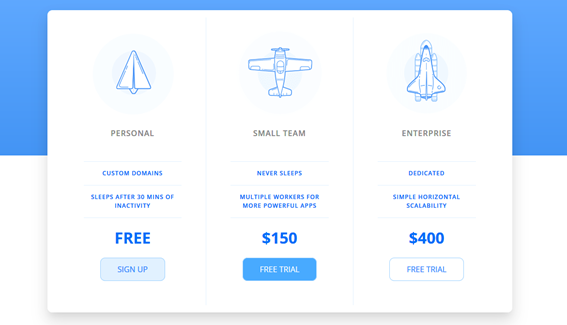 PERSONAL
CUSTOM DOMAINS
SLEEPS AFTER 30 MINS OF
INACTIVITY
FREE
SIGN UP
SMALL TEAM
NEVER SLEEPS
MULTIPLE WORKERS FOR
MORE POWERFUL APPS
$150
FREE TRIAL
ENTERPRISE
DEDICATED
SIMPLE HORIZONTAL
SCALABILITY
$400
FREE TRIAL